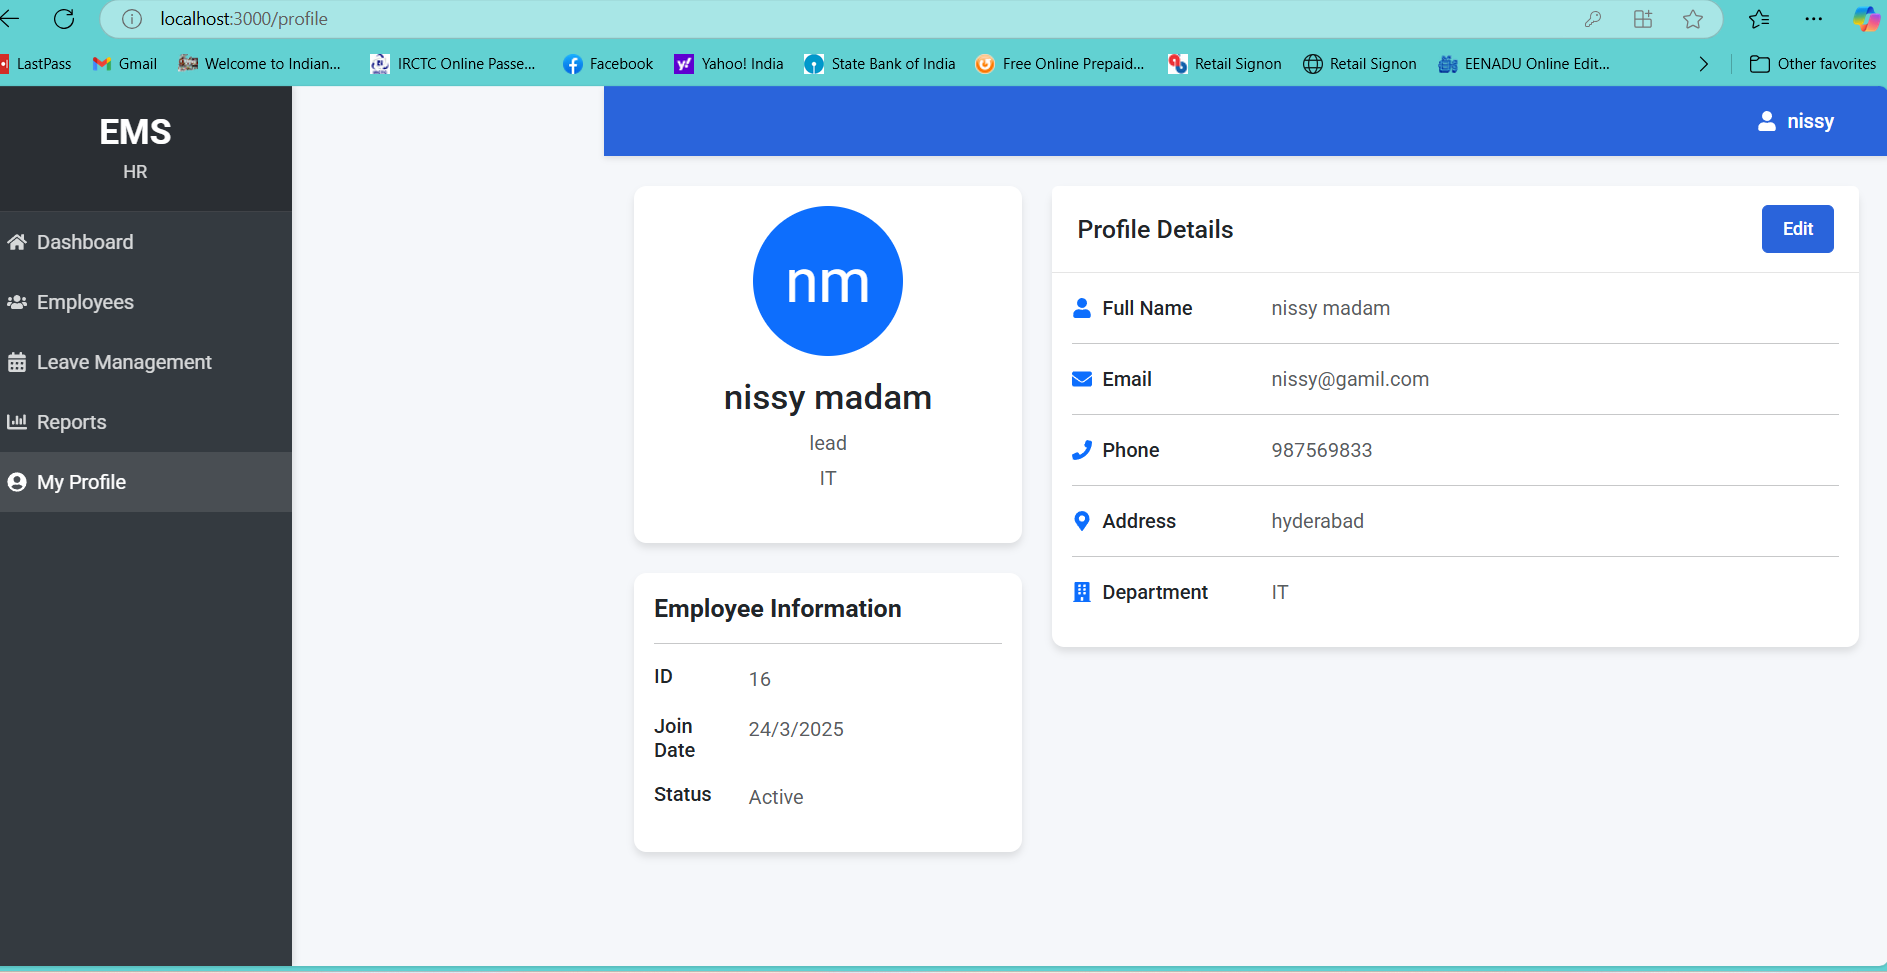 localhost:3000/profile
LastPass Gmail Welcome to Indian... IRCTC Online Passe... Facebook Yahoo! India State Bank of India Free Online Prepaid... Retail Signon Retail Signon EENADU Online Edit... Other favorites
EMS
HR
Dashboard
Employees
Leave Management
Reports
My Profile
nissy
nm
nissy madam
lead
IT
Employee Information
ID 16
Join Date 24/3/2025
Status Active
Profile Details Edit
Full Name nissy madam
Email nissy@gamil.com
Phone 987569833
Address hyderabad
Department IT